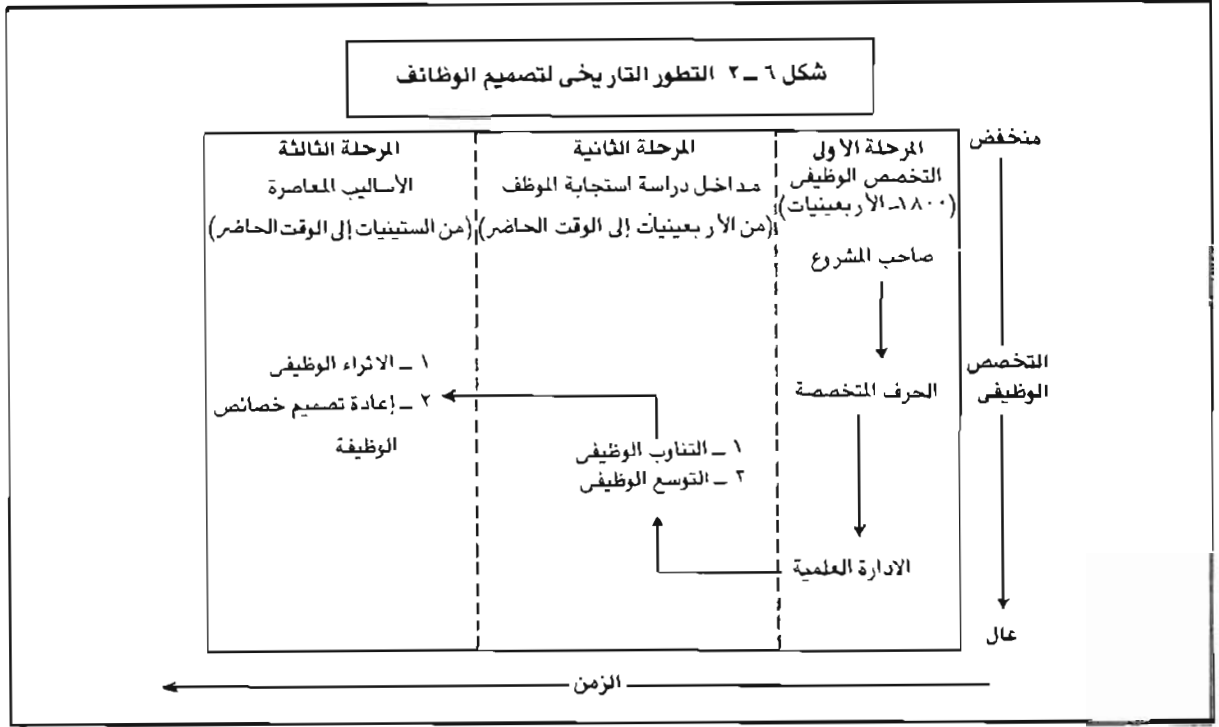 شكل ٦ – ٢ التطور التاريخى لتصميم الوظائف
منخفض
التخصص
الوظيفى
عال
المرحلة الأولى
التخصص الوظيفى
(١٨٠٠ – الأربعينيات)
صاحب المشروع
الحرف المتخصصة
الادارة العلمية
المرحلة الثانية
مداخل دراسة استجابة الموظف
(من الأربعينيات إلى الوقت الحاضر)
١ – التناوب الوظيفى
٢ – التوسع الوظيفى
المرحلة الثالثة
الأساليب المعاصرة
(من الستينيات إلى الوقت الحاضر)
١ – الاثراء الوظيفى
٢ – إعادة تصميم خصائص
الوظيفة
الزمن